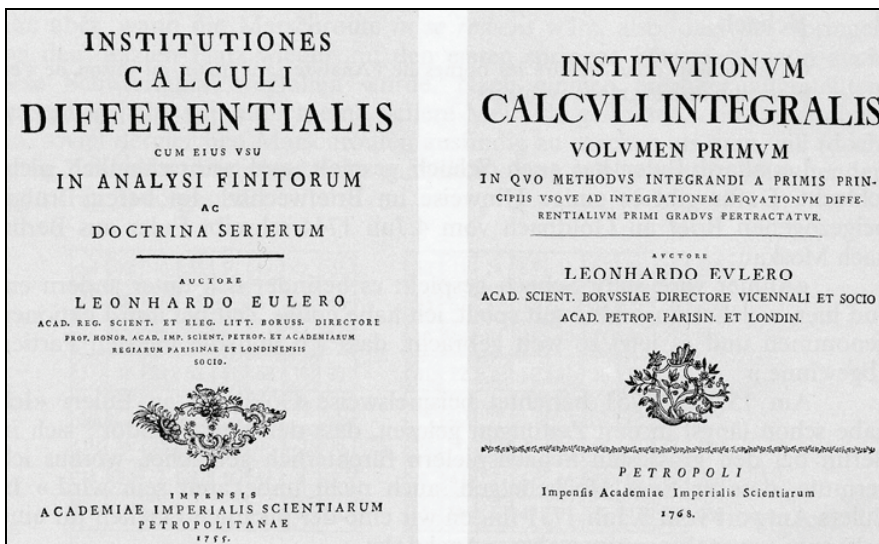 INSTITUTIONES
CALCULI
DIFFERENTIALIS
CUM EIUS VSU
IN ANALYSI FINITORUM
AC
DOCTRINA SERIERUM
AUCTORE
LEONHARDO EULERO
ACAD. REG. SCIENT. ET ELEG. LITT. BORUSS. DIRECTORE
PROF. HONOR. ACAD. IMP. SCIENT. PETROP. ET ACADEMIARUM
REGIARUM PARISINAE ET LONDINENSIS
SOCIO.
IMPENSIS
ACADEMIAE IMPERIALIS SCIENTIARUM
PETROPOLITANAE
1755.
INSTITVTIONVM
CALCVLI INTEGRALIS
VOLVMEN PRIMVM
IN QVO METHODVS INTEGRANDI A PRIMIS PRIN-
CIPIIS VSQVE AD INTEGRATIONEM AEQVATIONVM DIFFE-
RENTIALIVM PRIMI GRADVS PERTRACTATVR.
AVCTORE
LEONHARDO EVLERO
ACAD. SCIENT. BORVSSIAE DIRECTORE VICENNALI ET SOCIO
ACAD. PETROP. PARISIN. ET LONDIN.
PETROPOLI
Impensis Academiae Imperialis Scientiarum
1768.